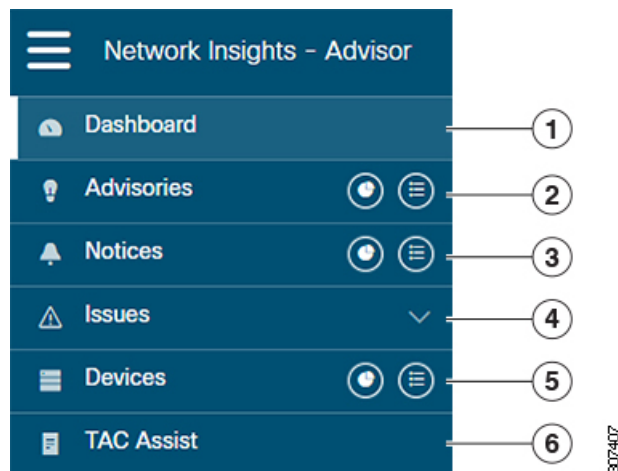 Network Insights - Advisor
Dashboard 1
Advisories 2
Notices 3
Issues 4
Devices 5
TAC Assist 6
307407